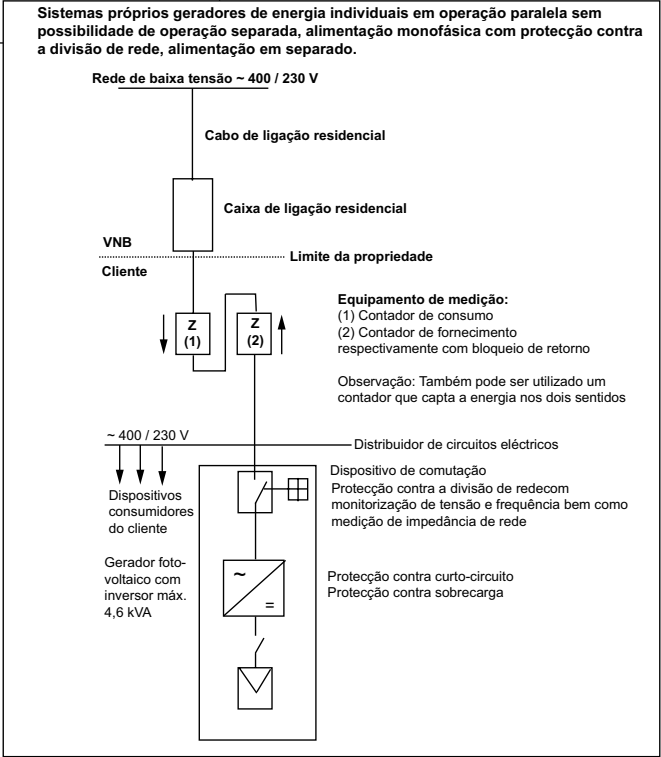 Sistemas próprios geradores de energia individuais em operação paralela sem
possibilidade de operação separada, alimentação monofásica com protecção contra
a divisão de rede, alimentação em separado.
Rede de baixa tensão ~ 400 / 230 V
Cabo de ligação residencial
Caixa de ligação residencial
VNB
Limite da propriedade
Cliente
Equipamento de medição:
(1) Contador de consumo
(2) Contador de fornecimento
respectivamente com bloqueio de retorno
Z
(1)
Z
(2)
Observação: Também pode ser utilizado um
contador que capta a energia nos dois sentidos
~ 400 / 230 V
Distribuidor de circuitos eléctricos
Dispositivos
consumidores
do cliente
Dispositivo de comutação
Protecção contra a divisão de redecom
monitorização de tensão e frequência bem como
medição de impedância de rede
Gerador foto-
voltaico com
inversor máx.
4,6 kVA
~
=
Protecção contra curto-circuito
Protecção contra sobrecarga